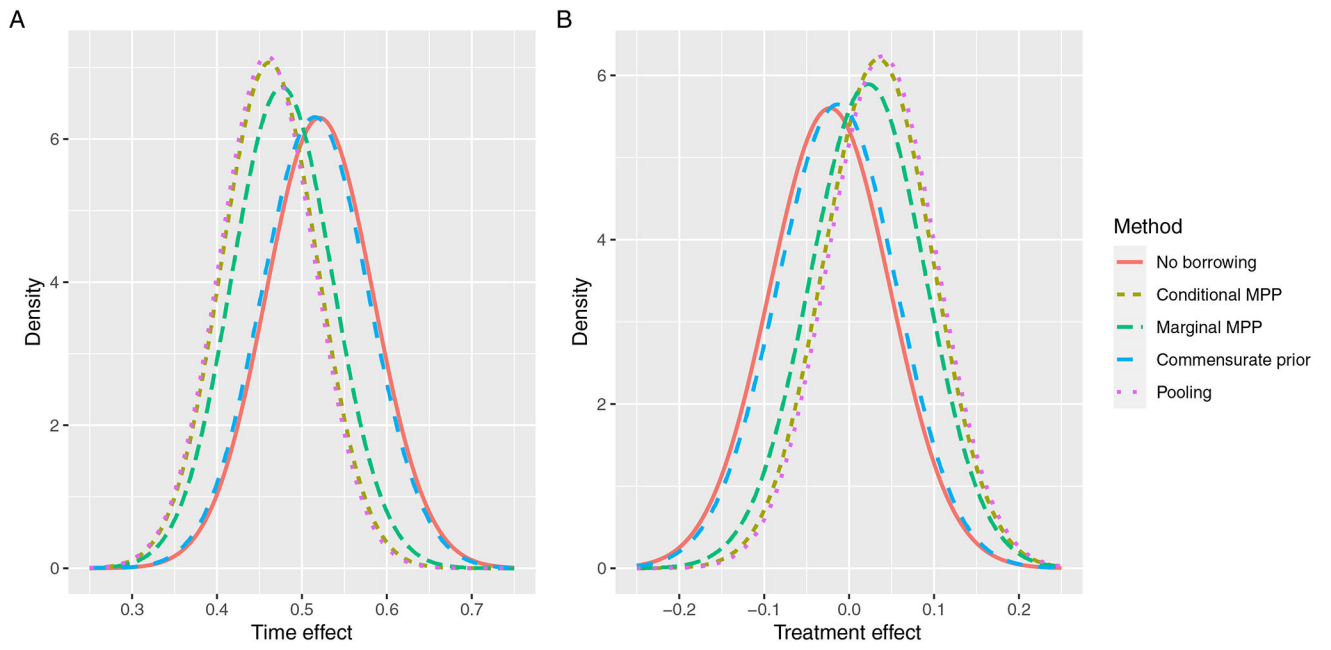 A
Density
6
4
2
0
0.3 0.4 0.5 0.6 0.7
Time effect
B
Density
6
4
2
0
−0.2 −0.1 0.0 0.1 0.2
Treatment effect
Method
No borrowing
Conditional MPP
Marginal MPP
Commensurate prior
Pooling